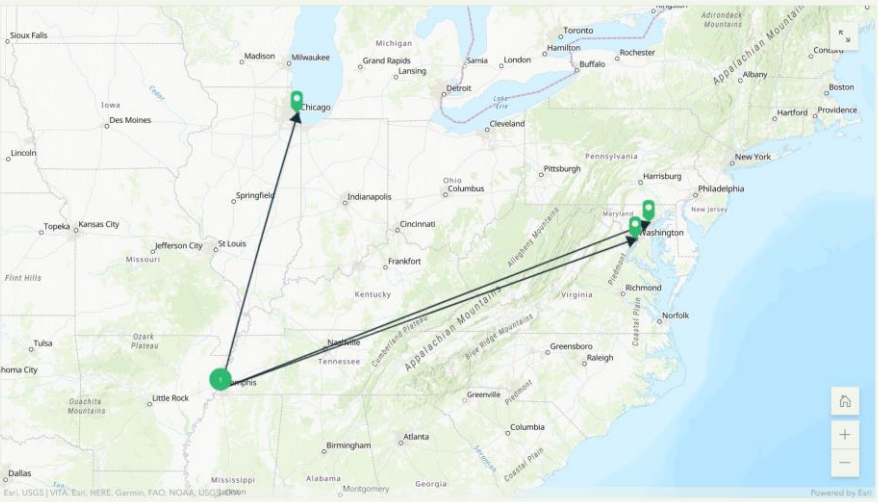 Sioux Falls
Madison
Milwaukee
Michigan
Grand Rapids
Lansing
Sarnia
London
Toronto
Hamilton
Buffalo
Rochester
Adirondack
Mountains
Concord
Albany
Boston
Appalachian Mountains
Iowa
Cedar
Des Moines
Chicago
Detroit
Lake
Erie
Cleveland
Hartford
Providence
Lincoln
Pennsylvania
New York
Pittsburgh
Harrisburg
Philadelphia
Springfield
Indianapolis
Ohio
Columbus
Maryland
New Jersey
Topeka
Kansas City
Jefferson City
St Louis
Missouri
Cincinnati
Allegheny Mountains
Washington
Flint Hills
Frankfort
Piedmont
Kentucky
Virginia
Richmond
Appalachian Mountains
Coastal Plain
Norfolk
Tulsa
Ozark
Plateau
Nashville
Cumberland Plateau
Blue Ridge Mountains
Tennessee
Greensboro
Raleigh
Little Rock
Ouachita
Mountains
Greenville
Piedmont
Columbia
Atlanta
Birmingham
Savannah
Coastal Plain
Dallas
Mississippi
Jackson
Alabama
Montgomery
Georgia
Esri, USGS | VITA, Esri, HERE, Garmin, FAO, NOAA, USGS,
Powered by Esri